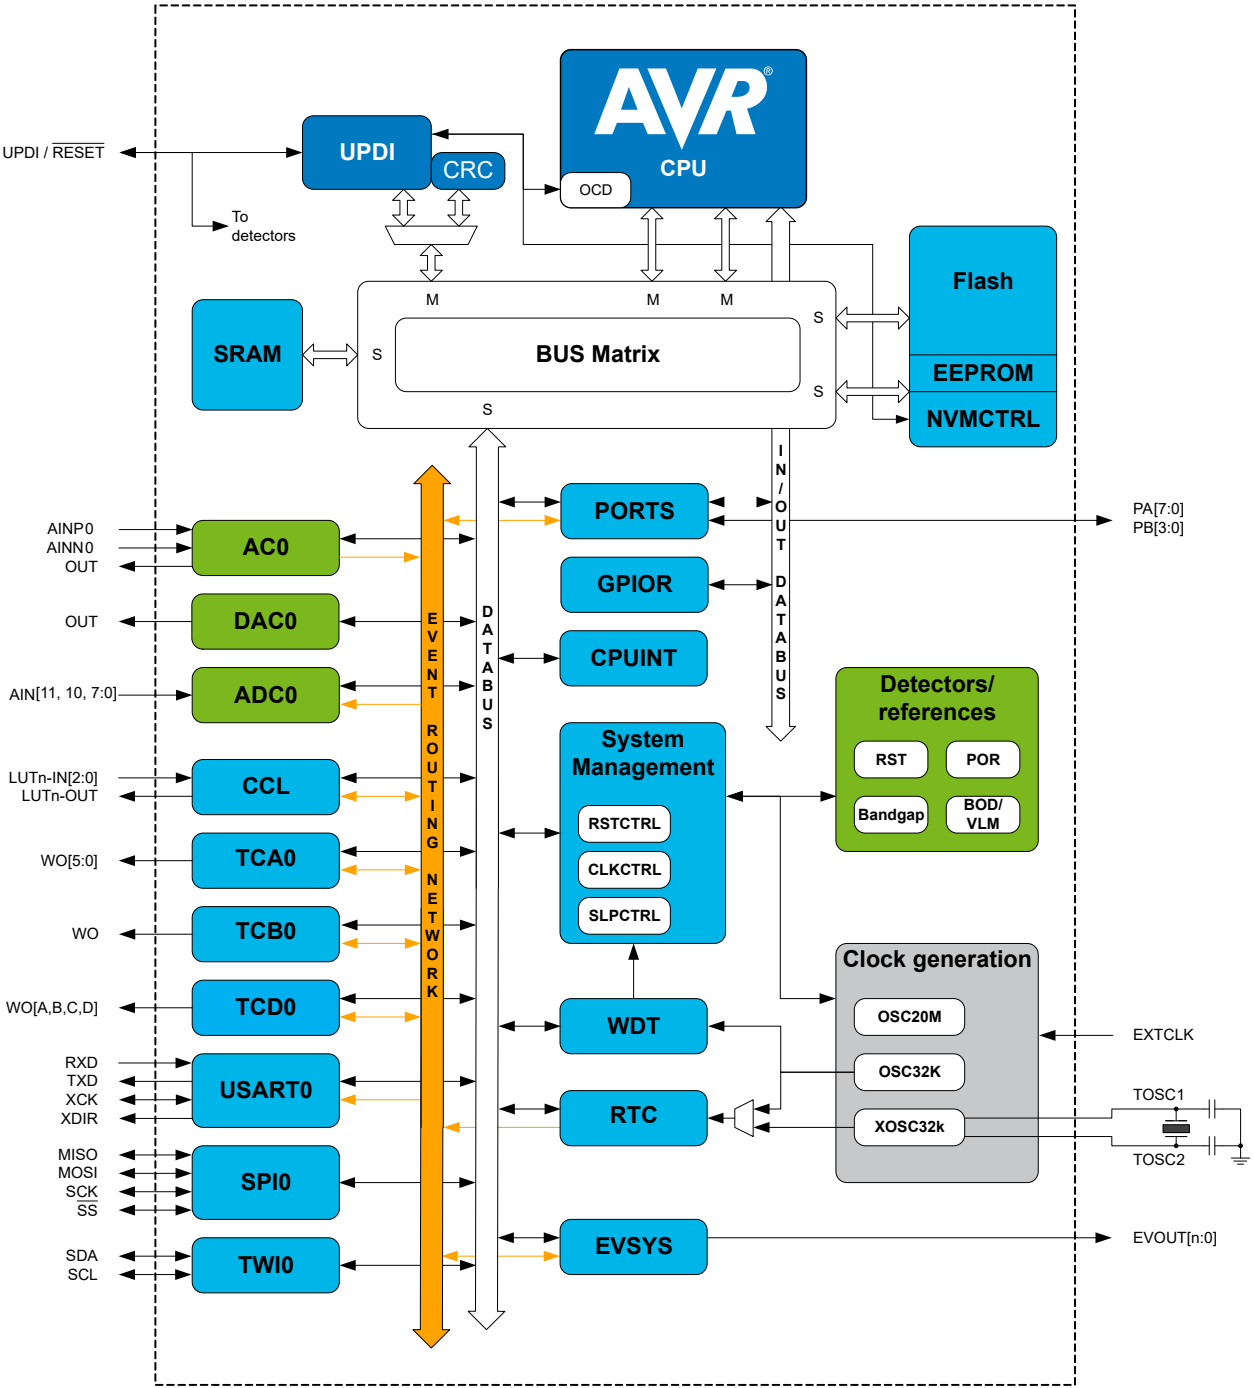 AVR®
CPU
OCD
UPDI / RESET
UPDI
CRC
To
detectors
Flash
EEPROM
NVMCTRL
SRAM
M
M
M
S
S
S
S
BUS Matrix
IN/OUT DATABUS
DATABUS
EVENT ROUTING NETWORK
PORTS
PA[7:0]
PB[3:0]
AINP0
AINN0
OUT
AC0
GPIOR
OUT
DAC0
CPUINT
AIN[11, 10, 7:0]
ADC0
Detectors/
references
RST
POR
Bandgap
BOD/
VLM
System
Management
RSTCTRL
CLKCTRL
SLPCTRL
LUTn-IN[2:0]
LUTn-OUT
CCL
WO[5:0]
TCA0
WO
TCB0
WO[A,B,C,D]
TCD0
Clock generation
OSC20M
OSC32K
XOSC32k
WDT
EXTCLK
RXD
TXD
XCK
XDIR
USART0
RTC
TOSC1
TOSC2
MISO
MOSI
SCK
SS
SPI0
SDA
SCL
TWI0
EVSYS
EVOUT[n:0]